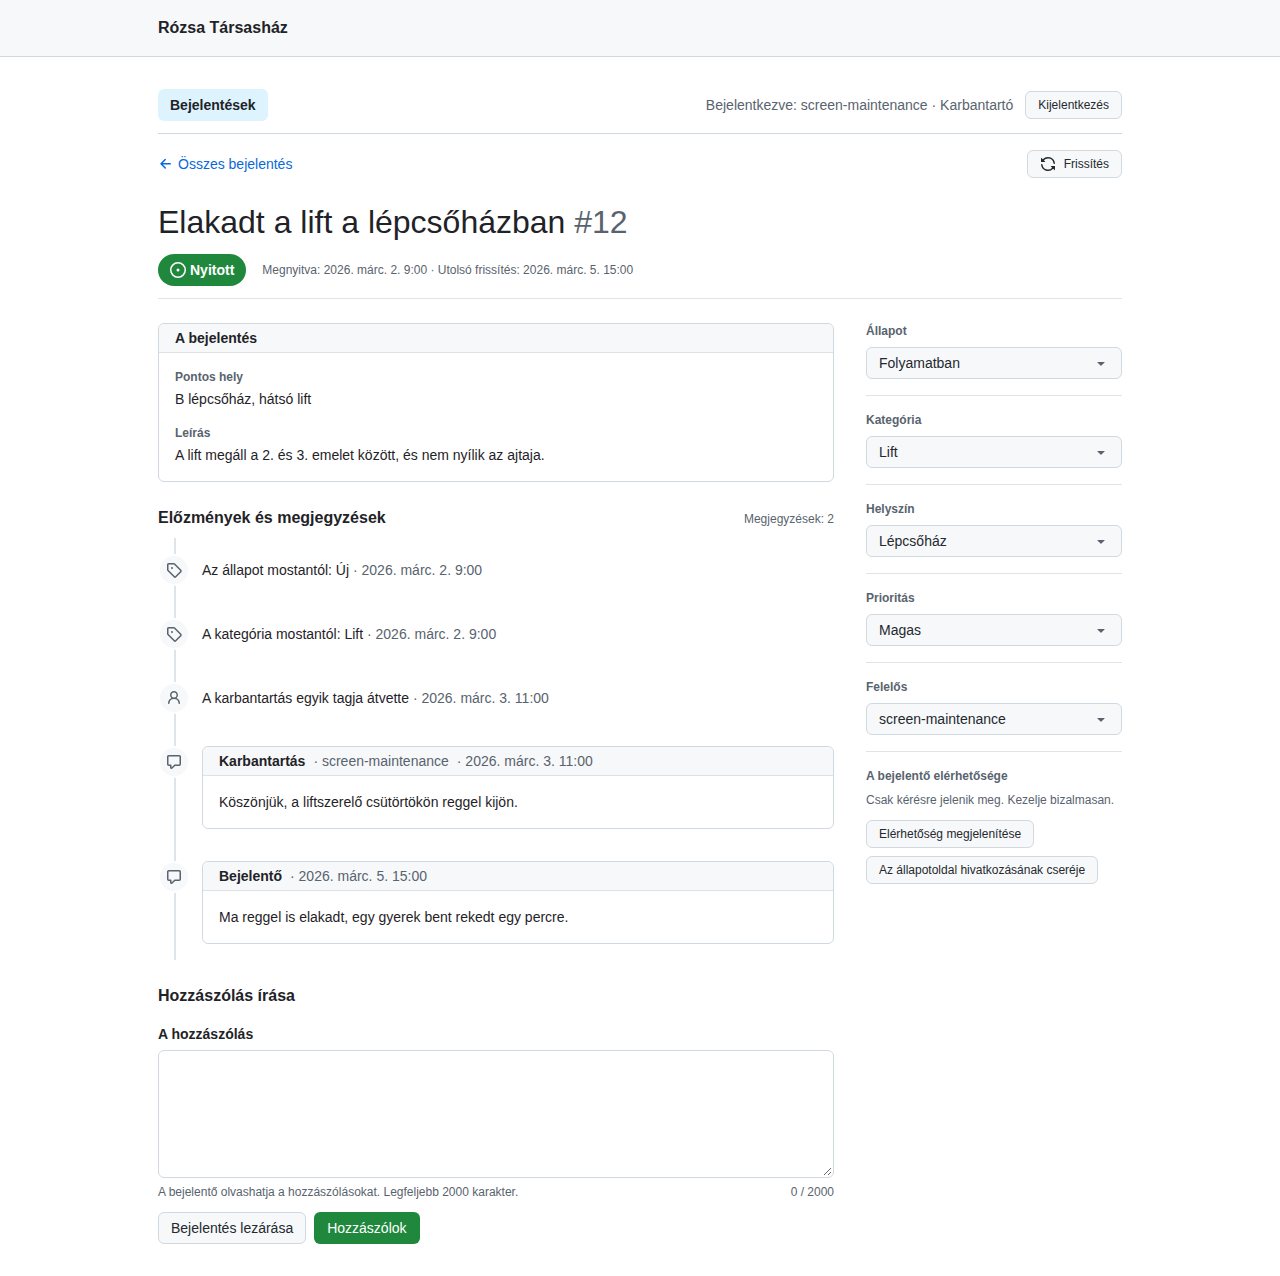 Rózsa Társasház
Bejelentések
Bejelentkezve: screen-maintenance · Karbantartó
Kijelentkezés
Összes bejelentés
Frissítés
Elakadt a lift a lépcsőházban #12
Nyitott
Megnyitva: 2026. márc. 2. 9:00 · Utolsó frissítés: 2026. márc. 5. 15:00
A bejelentés
Pontos hely
B lépcsőház, hátsó lift
Leírás
A lift megáll a 2. és 3. emelet között, és nem nyílik az ajtaja.
Előzmények és megjegyzések
Megjegyzések: 2
Az állapot mostantól: Új · 2026. márc. 2. 9:00
A kategória mostantól: Lift · 2026. márc. 2. 9:00
A karbantartás egyik tagja átvette · 2026. márc. 3. 11:00
Karbantartás · screen-maintenance · 2026. márc. 3. 11:00
Köszönjük, a liftszerelő csütörtökön reggel kijön.
Bejelentő · 2026. márc. 5. 15:00
Ma reggel is elakadt, egy gyerek bent rekedt egy percre.
Hozzászólás írása
A hozzászólás
A bejelentő olvashatja a hozzászólásokat. Legfeljebb 2000 karakter.
0 / 2000
Bejelentés lezárása
Hozzászólok
Állapot
Folyamatban
Kategória
Lift
Helyszín
Lépcsőház
Prioritás
Magas
Felelős
screen-maintenance
A bejelentő elérhetősége
Csak kérésre jelenik meg. Kezelje bizalmasan.
Elérhetőség megjelenítése
Az állapotoldal hivatkozásának cseréje